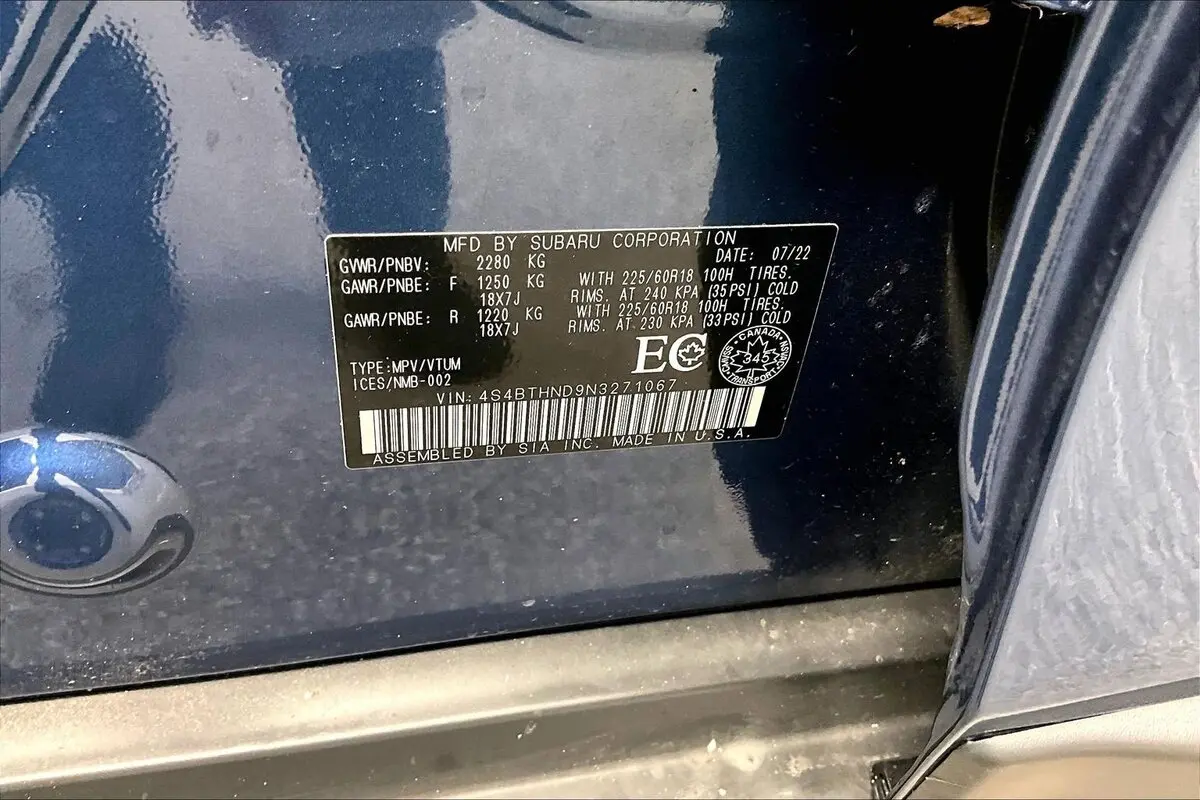 MFD BY SUBARU CORPORATION
GVWR/PNBV: 2280 KG DATE: 07/22
GAWR/PNBE: F 1250 KG WITH 225/60R18 100H TIRES.
18X7J RIMS. AT 240 KPA (35PSI) COLD
GAWR/PNBE: R 1220 KG WITH 225/60R18 100H TIRES.
18X7J RIMS. AT 230 KPA (33PSI) COLD
EC
CANADA
343
TRANSPORT
TYPE:MPV/VTUM
ICES/NMB-002
VIN: 4S4BTHND9N3271067
ASSEMBLED BY SIA INC. MADE IN U.S.A.